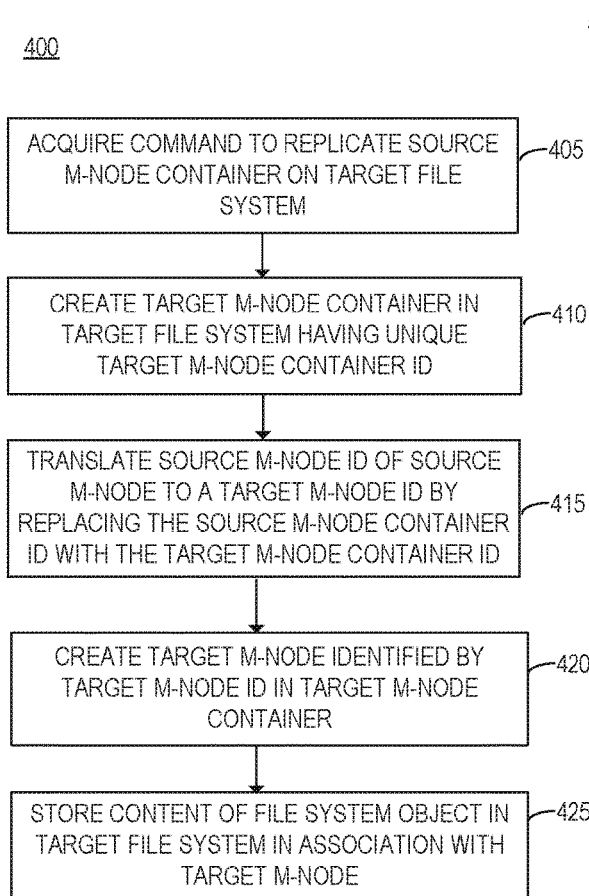 400
ACQUIRE COMMAND TO REPLICATE SOURCE
M-NODE CONTAINER ON TARGET FILE
SYSTEM
405
CREATE TARGET M-NODE CONTAINER IN
TARGET FILE SYSTEM HAVING UNIQUE
TARGET M-NODE CONTAINER ID
410
TRANSLATE SOURCE M-NODE ID OF SOURCE
M-NODE TO A TARGET M-NODE ID BY
REPLACING THE SOURCE M-NODE CONTAINER
ID WITH THE TARGET M-NODE CONTAINER ID
415
CREATE TARGET M-NODE IDENTIFIED BY
TARGET M-NODE ID IN TARGET M-NODE
CONTAINER
420
STORE CONTENT OF FILE SYSTEM OBJECT IN
TARGET FILE SYSTEM IN ASSOCIATION WITH
TARGET M-NODE
425